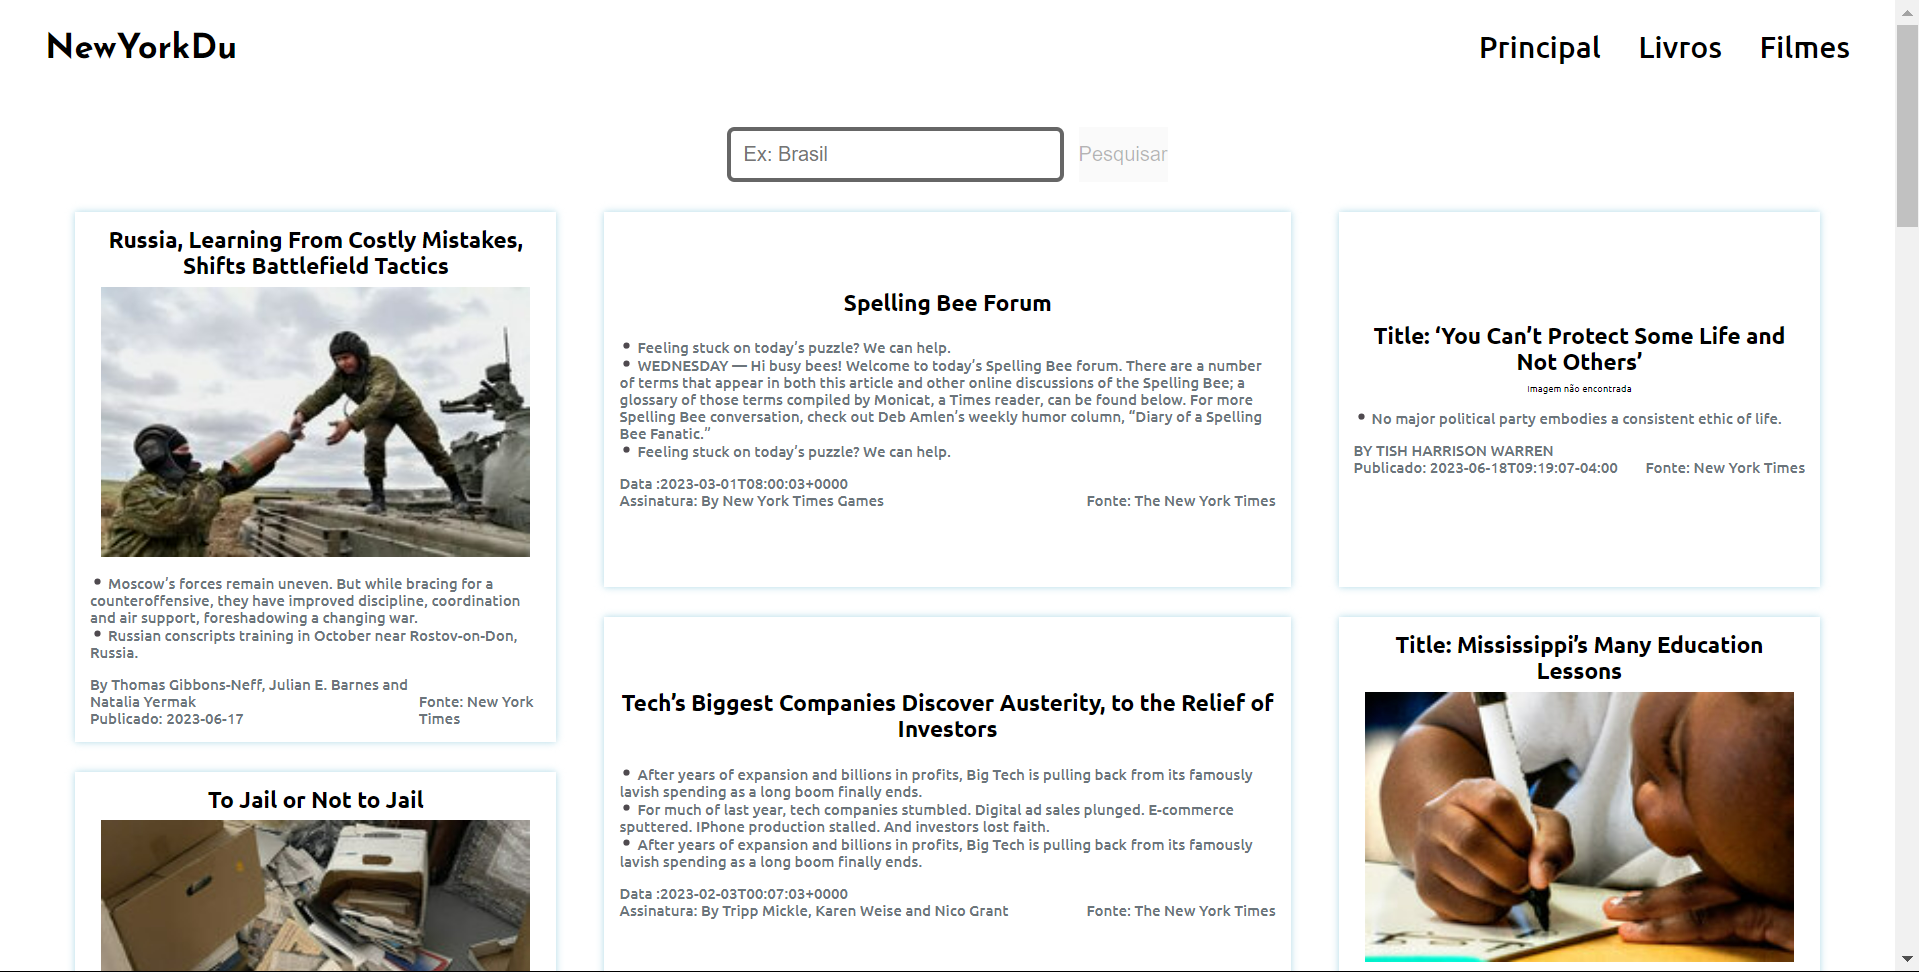 NewYorkDu
Principal
Livros
Filmes
Ex: Brasil
Pesquisar
Russia, Learning From Costly Mistakes,
Shifts Battlefield Tactics
• Moscow’s forces remain uneven. But while bracing for a
counteroffensive, they have improved discipline, coordination
and air support, foreshadowing a changing war.
• Russian conscripts training in October near Rostov-on-Don,
Russia.
By Thomas Gibbons-Neff, Julian E. Barnes and
Natalia Yermak
Publicado: 2023-06-17
Fonte: New York
Times
To Jail or Not to Jail
Spelling Bee Forum
• Feeling stuck on today’s puzzle? We can help.
• WEDNESDAY — Hi busy bees! Welcome to today’s Spelling Bee forum. There are a number
of terms that appear in both this article and other online discussions of the Spelling Bee; a
glossary of those terms compiled by Monicat, a Times reader, can be found below. For more
Spelling Bee conversation, check out Deb Amlen’s weekly humor column, “Diary of a Spelling
Bee Fanatic.”
• Feeling stuck on today’s puzzle? We can help.
Data :2023-03-01T08:00:03+0000
Assinatura: By New York Times Games
Fonte: The New York Times
Tech’s Biggest Companies Discover Austerity, to the Relief of
Investors
• After years of expansion and billions in profits, Big Tech is pulling back from its famously
lavish spending as a long boom finally ends.
• For much of last year, tech companies stumbled. Digital ad sales plunged. E-commerce
sputtered. IPhone production stalled. And investors lost faith.
• After years of expansion and billions in profits, Big Tech is pulling back from its famously
lavish spending as a long boom finally ends.
Data :2023-02-03T00:07:03+0000
Assinatura: By Tripp Mickle, Karen Weise and Nico Grant
Fonte: The New York Times
Title: ‘You Can’t Protect Some Life and
Not Others’
Imagem não encontrada
• No major political party embodies a consistent ethic of life.
BY TISH HARRISON WARREN
Publicado: 2023-06-18T09:19:07-04:00
Fonte: New York Times
Title: Mississippi’s Many Education
Lessons